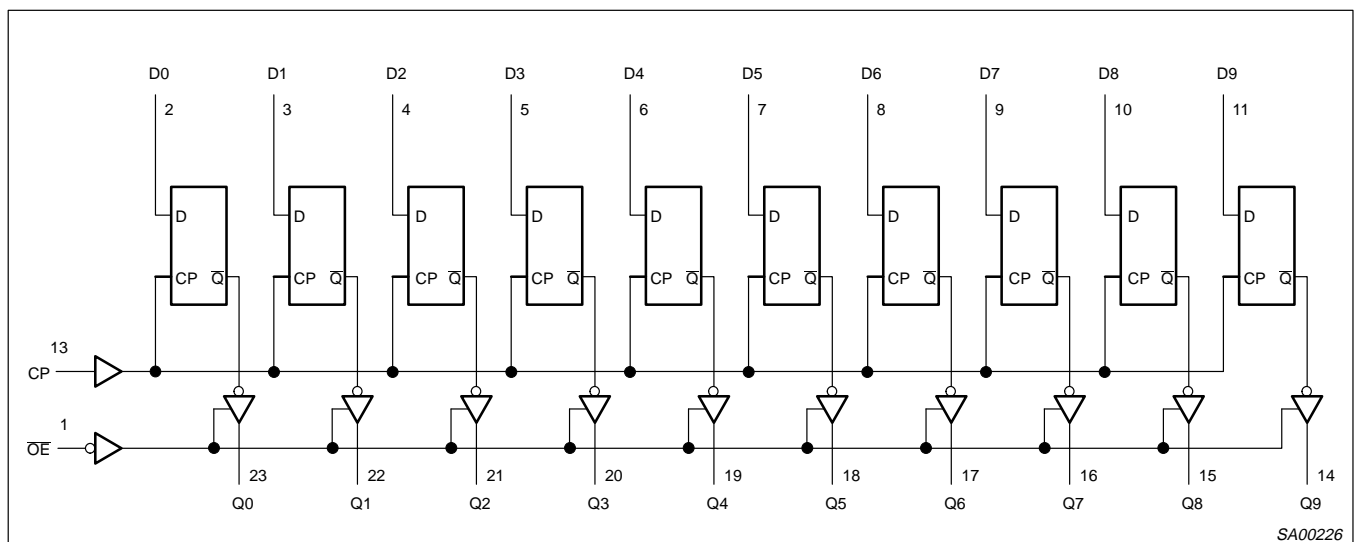 D0 D1 D2 D3 D4 D5 D6 D7 D8 D9
2 3 4 5 6 7 8 9 10 11
D D D D D D D D D D
CP Q̅ CP Q̅ CP Q̅ CP Q̅ CP Q̅ CP Q̅ CP Q̅ CP Q̅ CP Q̅ CP Q̅
13
CP
1
O̅E̅
23 22 21 20 19 18 17 16 15 14
Q0 Q1 Q2 Q3 Q4 Q5 Q6 Q7 Q8 Q9
SA00226